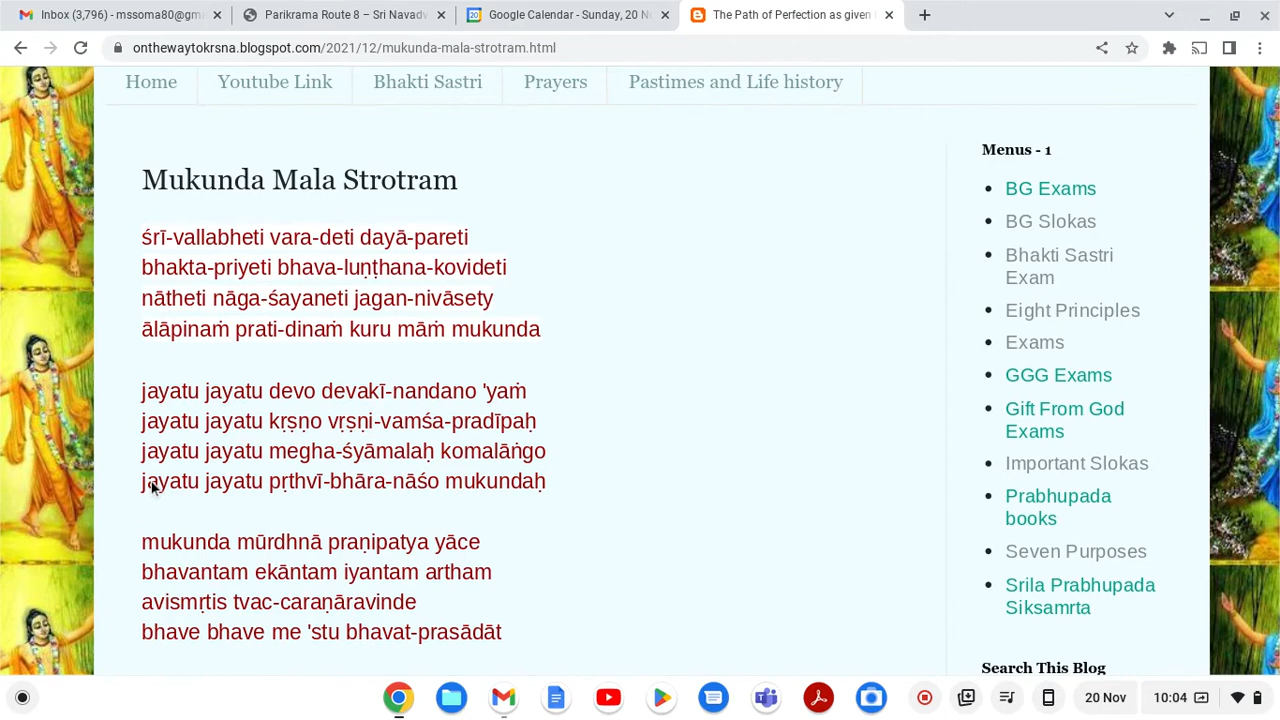 Inbox (3,796) - mssoma80@gma
Parikrama Route 8 – Sri Navadv
Google Calendar - Sunday, 20 N
The Path of Perfection as given
onthewaytokrsna.blogspot.com/2021/12/mukunda-mala-strotram.html
Home
Youtube Link
Bhakti Sastri
Prayers
Pastimes and Life history
Mukunda Mala Strotram
śrī-vallabheti vara-deti dayā-pareti
bhakta-priyeti bhava-luṇṭhana-kovideti
nātheti nāga-śayaneti jagan-nivāsety
ālāpinaṁ prati-dinaṁ kuru māṁ mukunda
jayatu jayatu devo devakī-nandano 'yaṁ
jayatu jayatu kṛṣṇo vṛṣṇi-vamśa-pradīpaḥ
jayatu jayatu megha-śyāmalaḥ komalāṅgo
jayatu jayatu pṛthvī-bhāra-nāśo mukundaḥ
mukunda mūrdhnā praṇipatya yāce
bhavantam ekāntam iyantam artham
avismṛtis tvac-caraṇāravinde
bhave bhave me 'stu bhavat-prasādāt
Menus - 1
BG Exams
BG Slokas
Bhakti Sastri
Exam
Eight Principles
Exams
GGG Exams
Gift From God
Exams
Important Slokas
Prabhupada
books
Seven Purposes
Srila Prabhupada
Siksamrta
Search This Blog
20 Nov
10:04